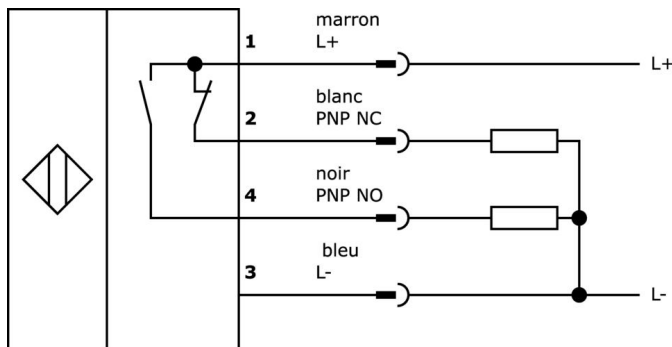 marron
1 L+ L+
blanc
2 PNP NC
noir
4 PNP NO
bleu
3 L- L-